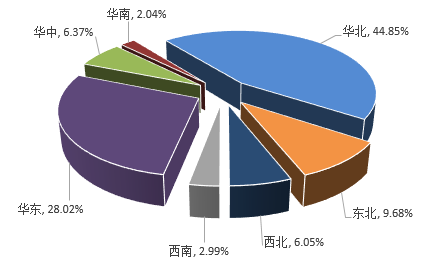 华南, 2.04%
华中, 6.37%
华北, 44.85%
华东, 28.02%
东北, 9.68%
西北, 6.05%
西南, 2.99%